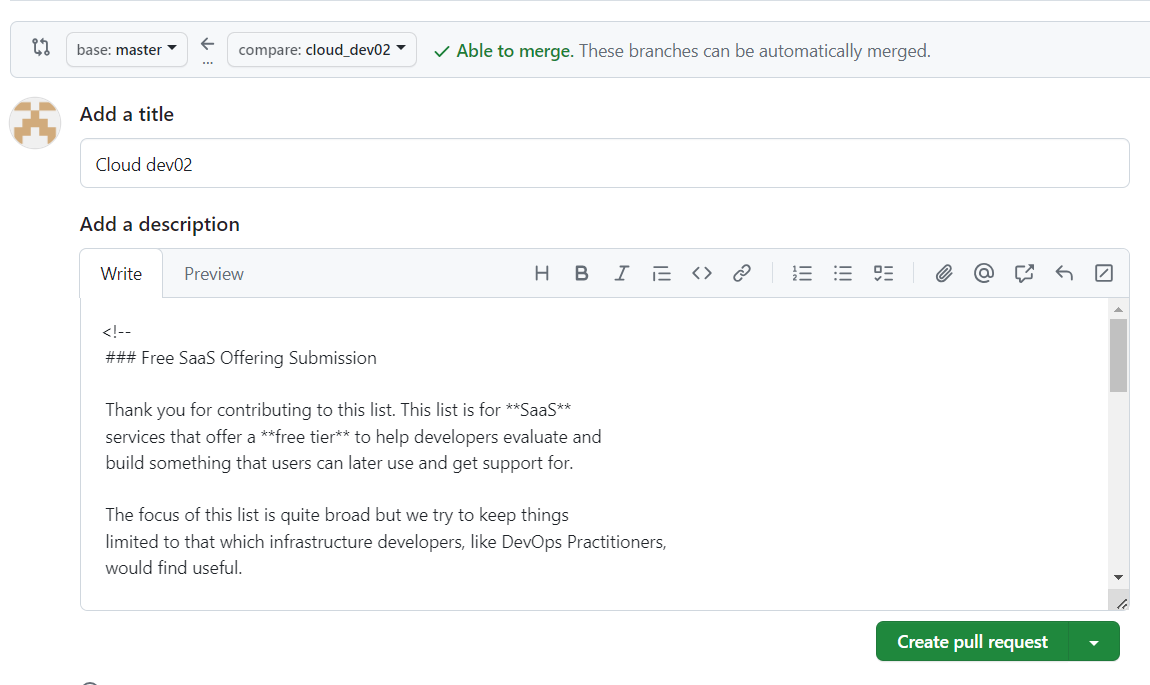 base: master compare: cloud_dev02 Able to merge. These branches can be automatically merged.
Add a title
Cloud dev02
Add a description
Write Preview
<!--
### Free SaaS Offering Submission
Thank you for contributing to this list. This list is for **SaaS**
services that offer a **free tier** to help developers evaluate and
build something that users can later use and get support for.
The focus of this list is quite broad but we try to keep things
limited to that which infrastructure developers, like DevOps Practitioners,
would find useful.
Create pull request